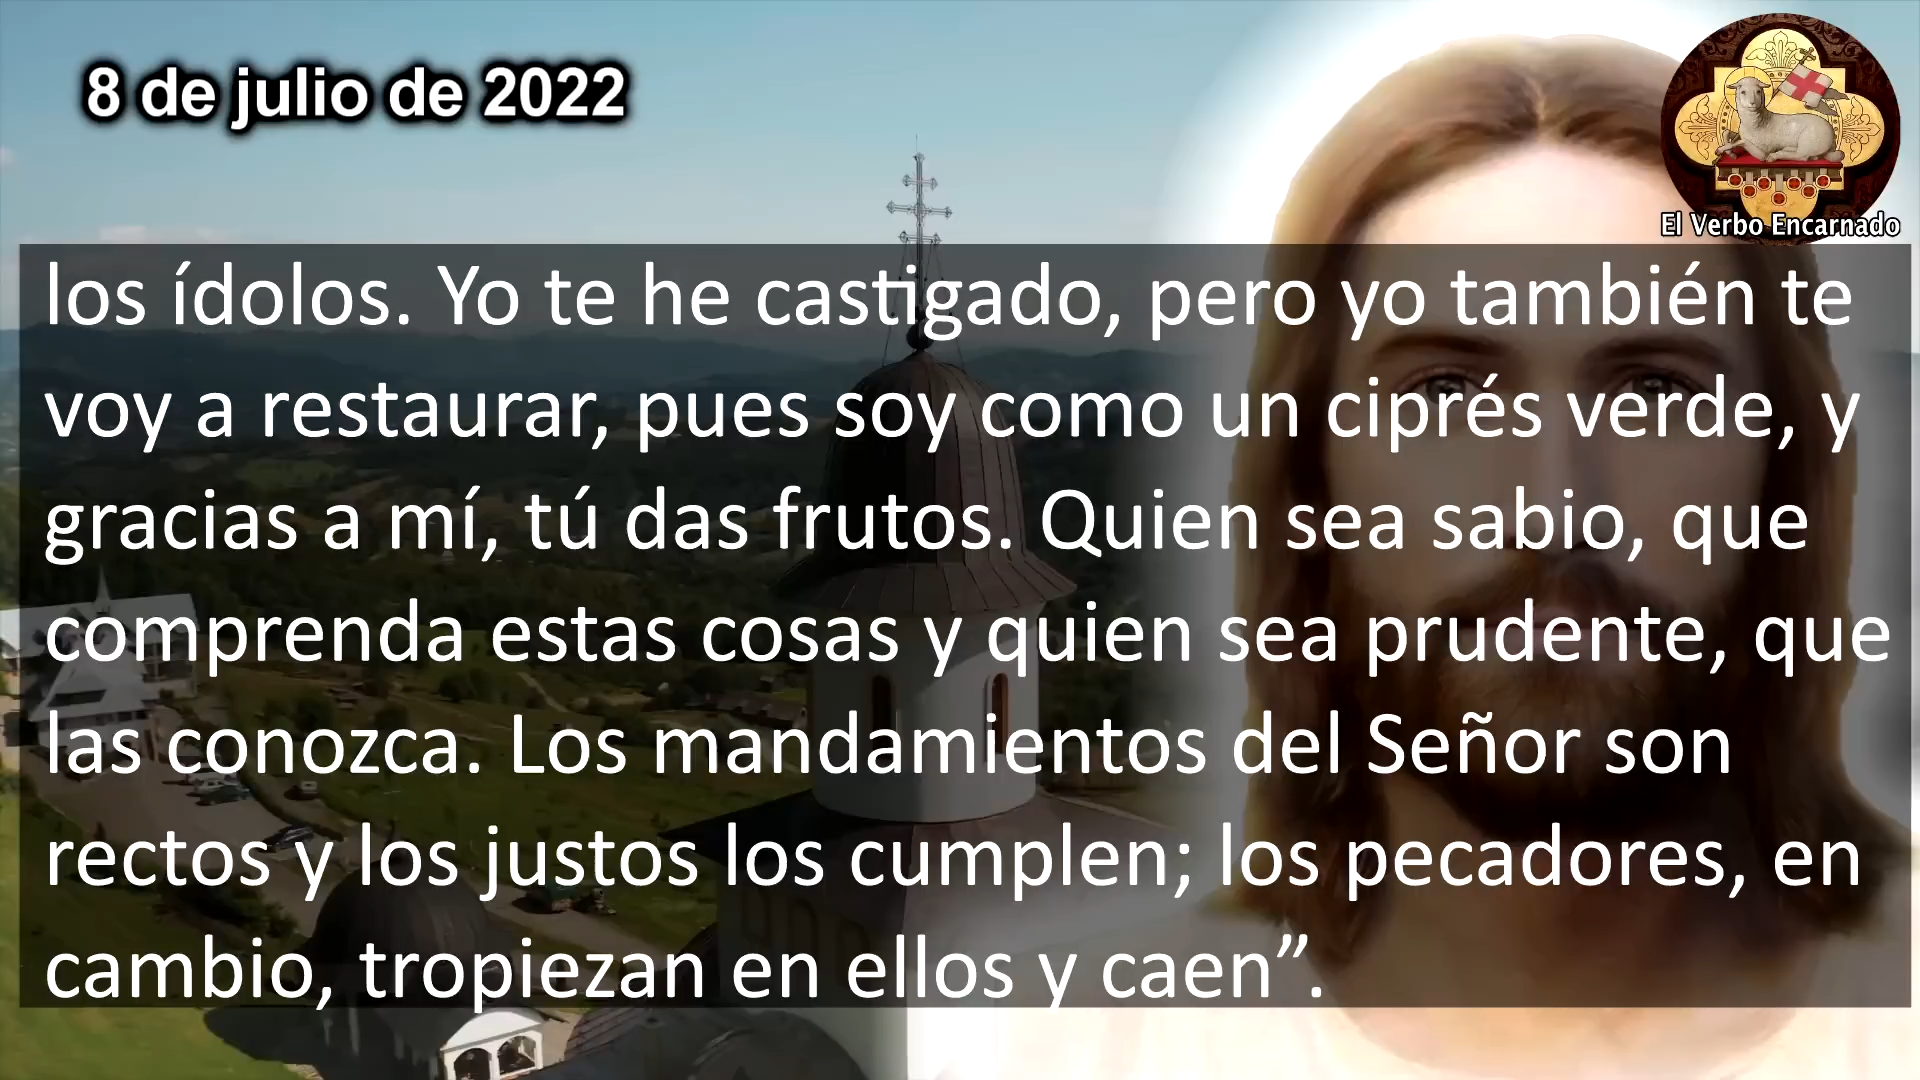 8 de julio de 2022
El Verbo Encarnado
los ídolos. Yo te he castigado, pero yo también te
voy a restaurar, pues soy como un ciprés verde, y
gracias a mí, tú das frutos. Quien sea sabio, que
comprenda estas cosas y quien sea prudente, que
las conozca. Los mandamientos del Señor son
rectos y los justos los cumplen; los pecadores, en
cambio, tropiezan en ellos y caen”.